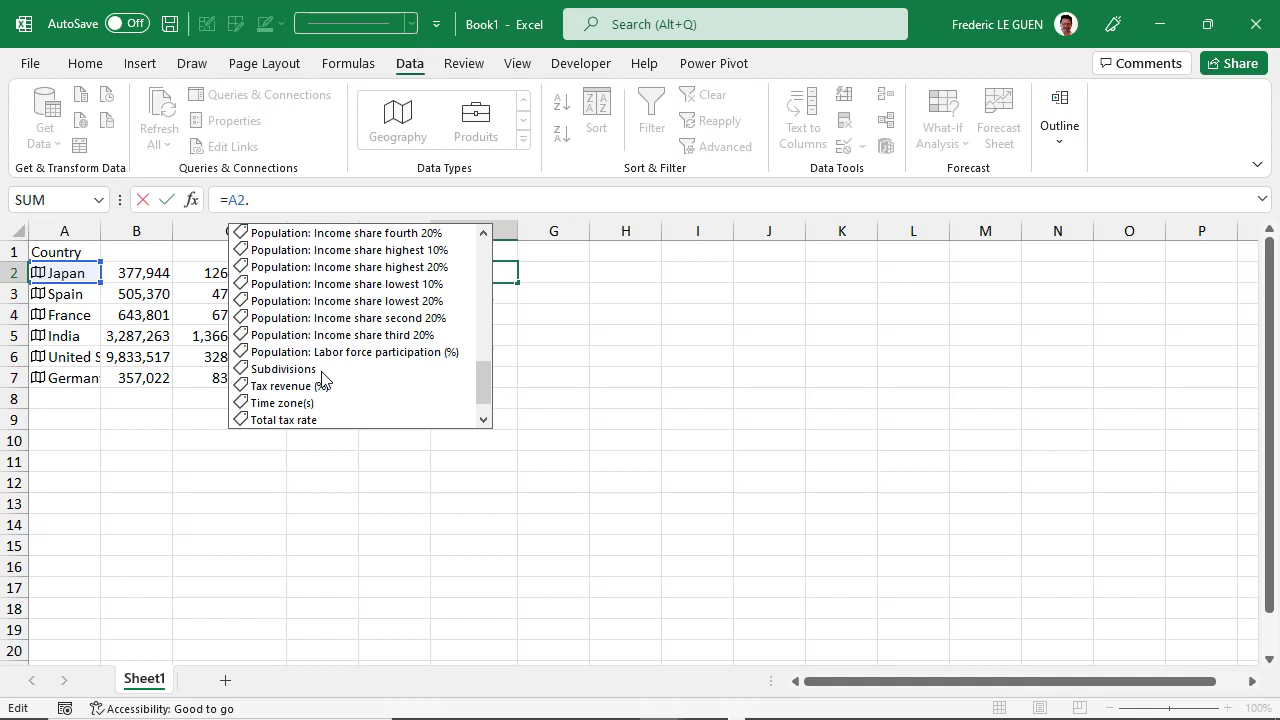 AutoSave Off Book1 - Excel Search (Alt+Q) Frederic LE GUEN
File Home Insert Draw Page Layout Formulas Data Review View Developer Help Power Pivot Comments Share
Get Data
Refresh All
Queries & Connections
Properties
Edit Links
Geography
Produits
Sort
Filter
Clear
Reapply
Advanced
Text to Columns
What-If Analysis
Forecast Sheet
Outline
Get & Transform Data Queries & Connections Data Types Sort & Filter Data Tools Forecast
SUM fx =A2.
A B G H I J K L M N O P
1 Country
2 Japan 377,944 126
3 Spain 505,370 47
4 France 643,801 67
5 India 3,287,263 1,366
6 United S 9,833,517 328
7 German 357,022 83
8
9
10
11
12
13
14
15
16
17
18
19
20
Population: Income share fourth 20%
Population: Income share highest 10%
Population: Income share highest 20%
Population: Income share lowest 10%
Population: Income share lowest 20%
Population: Income share second 20%
Population: Income share third 20%
Population: Labor force participation (%)
Subdivisions
Tax revenue (%)
Time zone(s)
Total tax rate
Sheet1
Edit Accessibility: Good to go 100%